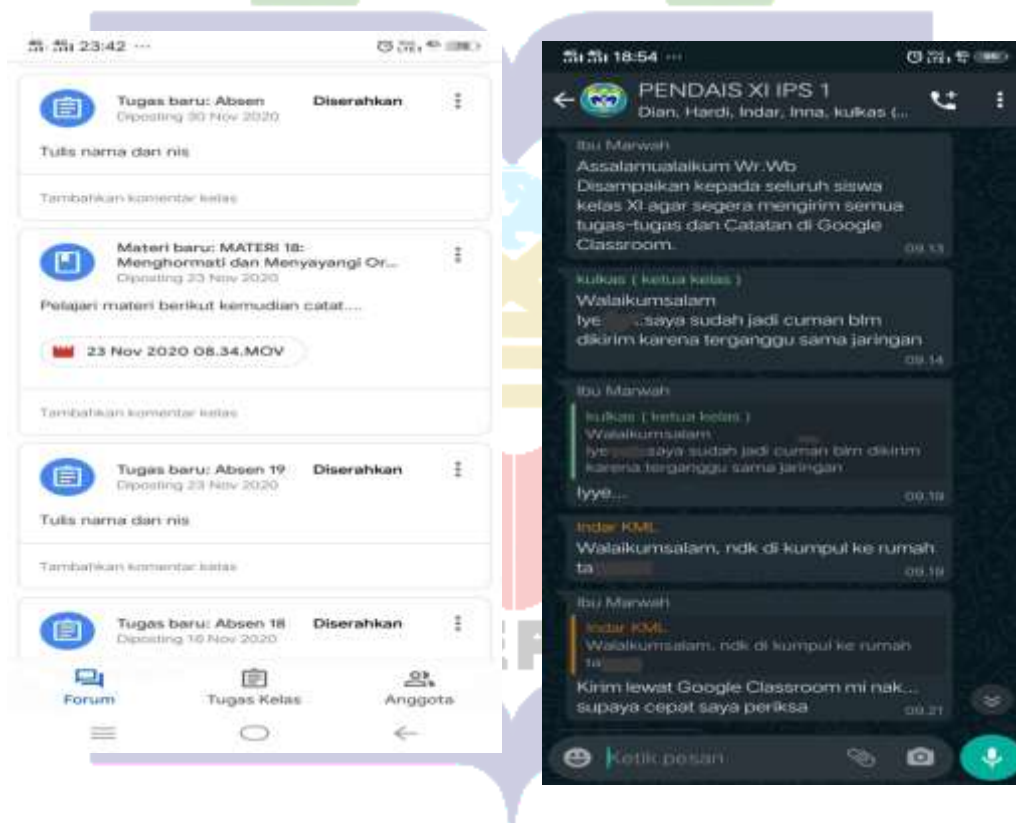 23:42 ...
Tugas baru: Absen
Diserahkan
Diposting 30 Nov 2020
Tulis nama dan nis
Tambahkan komentar kelas
Materi baru: MATERI 18:
Menghormati dan Menyayangi Or...
Diposting 23 Nov 2020
Pelajari materi berikut kemudian catat....
23 Nov 2020 08.34.MOV
Tambahkan komentar kelas
Tugas baru: Absen 19
Diserahkan
Diposting 23 Nov 2020
Tulis nama dan nis
Tambahkan komentar kelas
Tugas baru: Absen 18
Diserahkan
Diposting 16 Nov 2020
Forum
Tugas Kelas
Anggota
18:54 ...
PENDAIS XI IPS 1
Dian, Hardi, Indar, Inna, kulkas (...
Ibu Marwah
Assalamualaikum Wr.Wb
Disampaikan kepada seluruh siswa
kelas XI agar segera mengirim semua
tugas-tugas dan Catatan di Google
Classroom.
09.13
kulkas ( ketua kelas )
Walaikumsalam
Iye ..saya sudah jadi cuman blm
dikirim karena terganggu sama jaringan
09.14
Ibu Marwah
kulkas ( ketua kelas )
Walaikumsalam
Iye saya sudah jadi cuman blm dikirim
karena terganggu sama jaringan
Iyye...
09.19
Indar KML
Walaikumsalam, ndk di kumpul ke rumah
ta
09.19
Ibu Marwah
Indar KML
Walaikumsalam, ndk di kumpul ke rumah
ta
Kirim lewat Google Classroom mi nak...
supaya cepat saya periksa
09.21
Ketik pesan